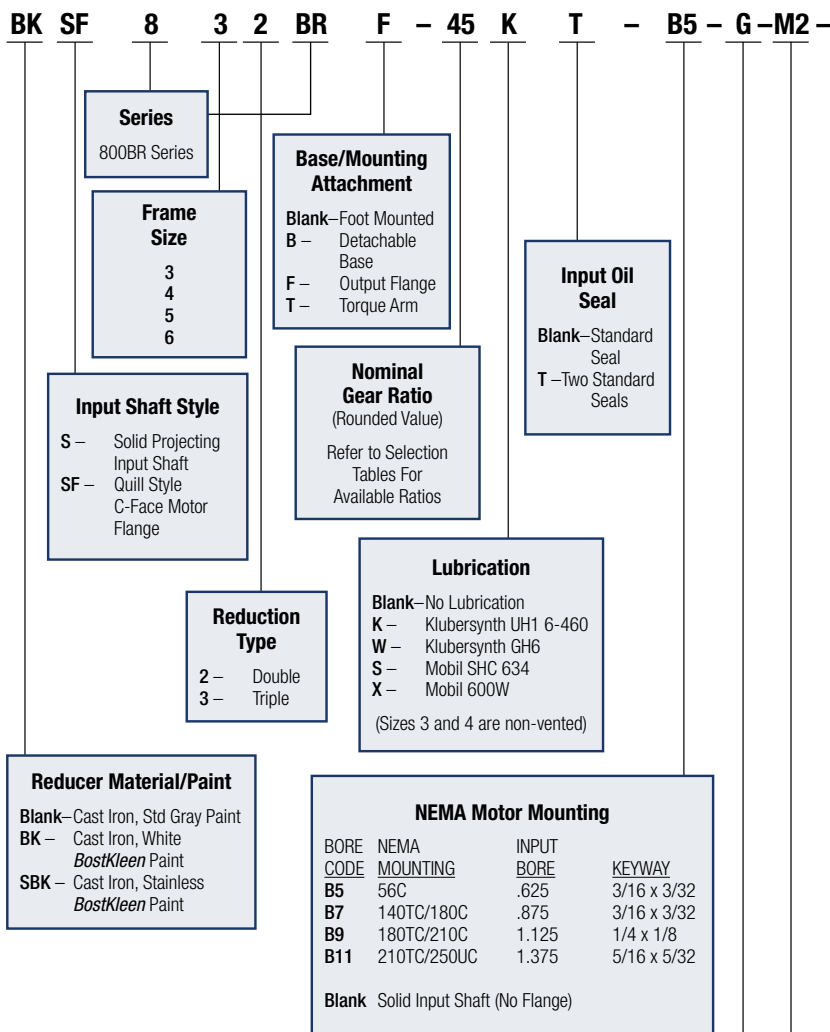 BK SF 8 3 2 BR F – 45 K T – B5 – G – M2 –
Series
800BR Series
Base/Mounting
Attachment
Blank–Foot Mounted
B – Detachable
Base
F – Output Flange
T – Torque Arm
Frame
Size
3
4
5
6
Input Oil
Seal
Blank–Standard
Seal
T –Two Standard
Seals
Nominal
Gear Ratio
(Rounded Value)
Refer to Selection
Tables For
Available Ratios
Input Shaft Style
S – Solid Projecting
Input Shaft
SF – Quill Style
C-Face Motor
Flange
Lubrication
Blank–No Lubrication
K – Klubersynth UH1 6-460
W – Klubersynth GH6
S – Mobil SHC 634
X – Mobil 600W
(Sizes 3 and 4 are non-vented)
Reduction
Type
2 – Double
3 – Triple
Reducer Material/Paint
Blank–Cast Iron, Std Gray Paint
BK – Cast Iron, White
BostKleen Paint
SBK – Cast Iron, Stainless
BostKleen Paint
NEMA Motor Mounting
BORE NEMA INPUT
CODE MOUNTING BORE KEYWAY
B5 56C .625 3/16 x 3/32
B7 140TC/180C .875 3/16 x 3/32
B9 180TC/210C 1.125 1/4 x 1/8
B11 210TC/250UC 1.375 5/16 x 5/32
Blank Solid Input Shaft (No Flange)